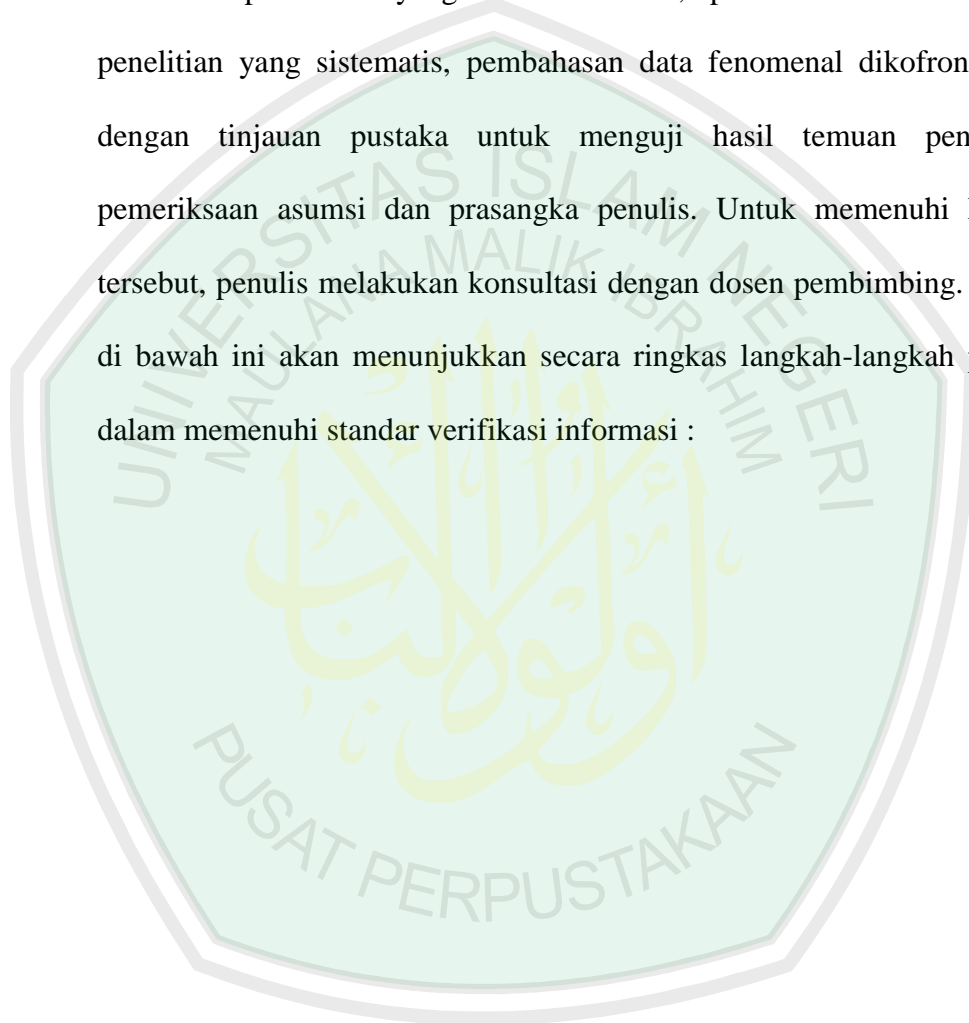 penelitian yang sistematis, pembahasan data fenomenal dikofron
dengan tinjauan pustaka untuk menguji hasil temuan pen
pemeriksaan asumsi dan prasangka penulis. Untuk memenuhi
tersebut, penulis melakukan konsultasi dengan dosen pembimbing.
di bawah ini akan menunjukkan secara ringkas langkah-langkah
dalam memenuhi standar verifikasi informasi :
UNIVERSITAS ISLAM NEGERI
MAULANA MALIK IBRAHIM
PUSAT PERPUSTAKAAN